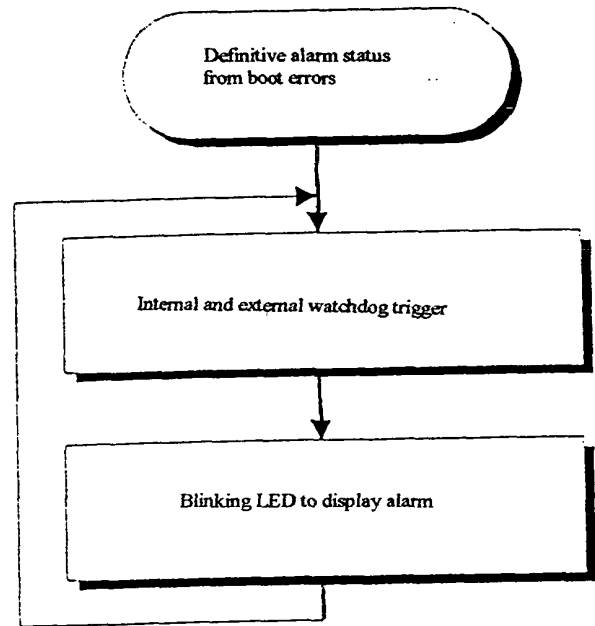 Definitive alarm status
from boot errors
Internal and external watchdog trigger
Blinking LED to display alarm